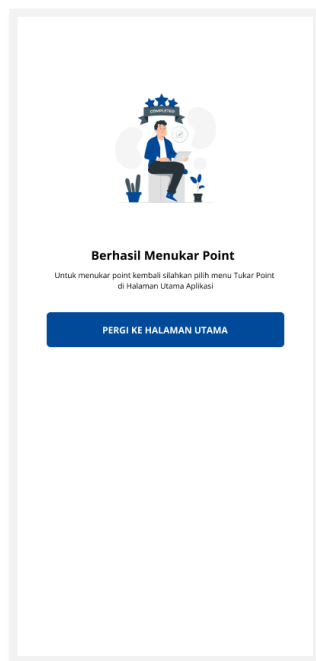 COMPLETED
Berhasil Menukar Point
Untuk menukar point kembali silahkan pilih menu Tukar Point
di Halaman Utama Aplikasi
PERGI KE HALAMAN UTAMA